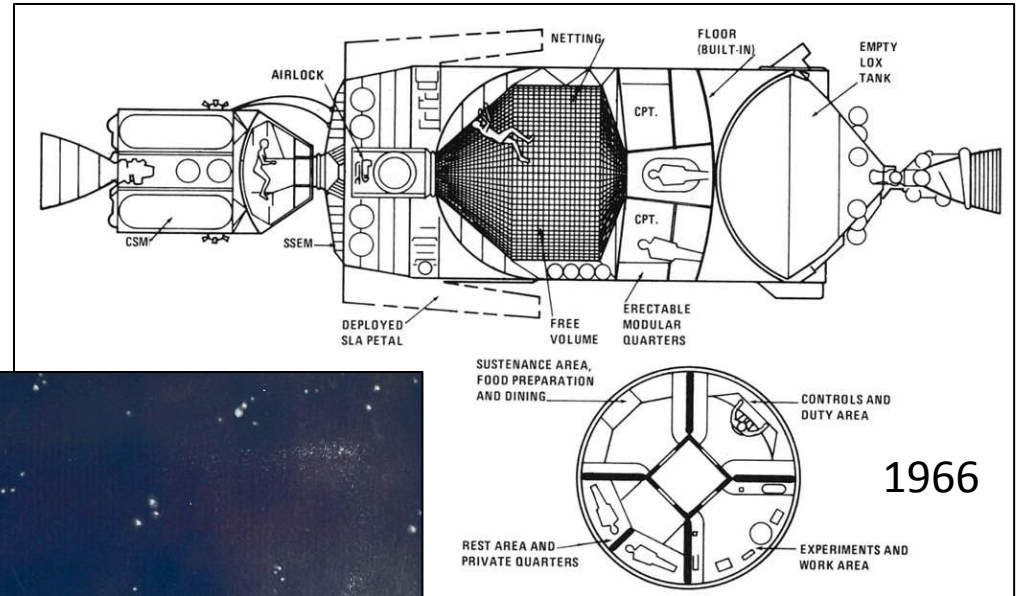 NETTING
FLOOR
(BUILT-IN)
EMPTY
LOX
TANK
AIRLOCK
CPT.
CPT.
CSM
SSEM
DEPLOYED
SLA PETAL
FREE
VOLUME
ERECTABLE
MODULAR
QUARTERS
SUSTENANCE AREA,
FOOD PREPARATION
AND DINING
CONTROLS AND
DUTY AREA
1966
REST AREA AND
PRIVATE QUARTERS
EXPERIMENTS AND
WORK AREA